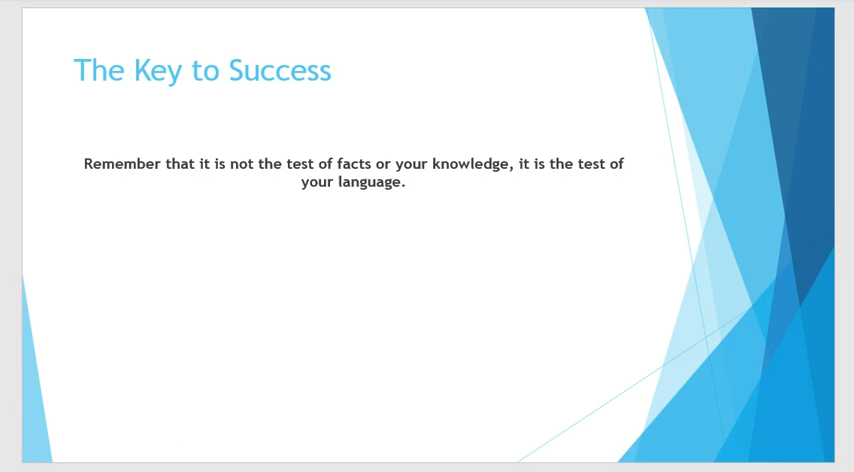 The Key to Success
Remember that it is not the test of facts or your knowledge, it is the test of
your language.